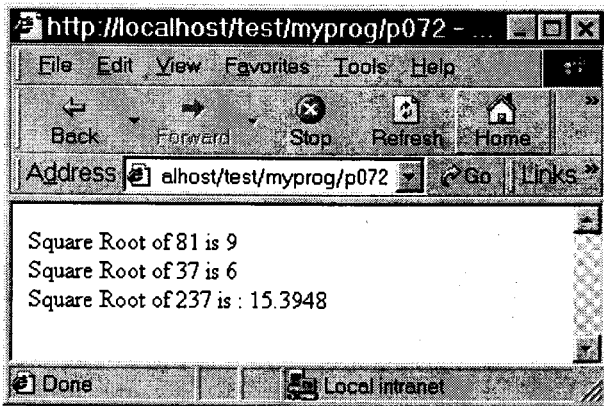 http://localhost/test/myprog/p072 - ...
File Edit View Favorites Tools Help
Back Forward Stop Refresh Home »
Address alhost/test/myprog/p072 Go Links »
Square Root of 81 is 9
Square Root of 37 is 6
Square Root of 237 is : 15.3948
Done Local intranet